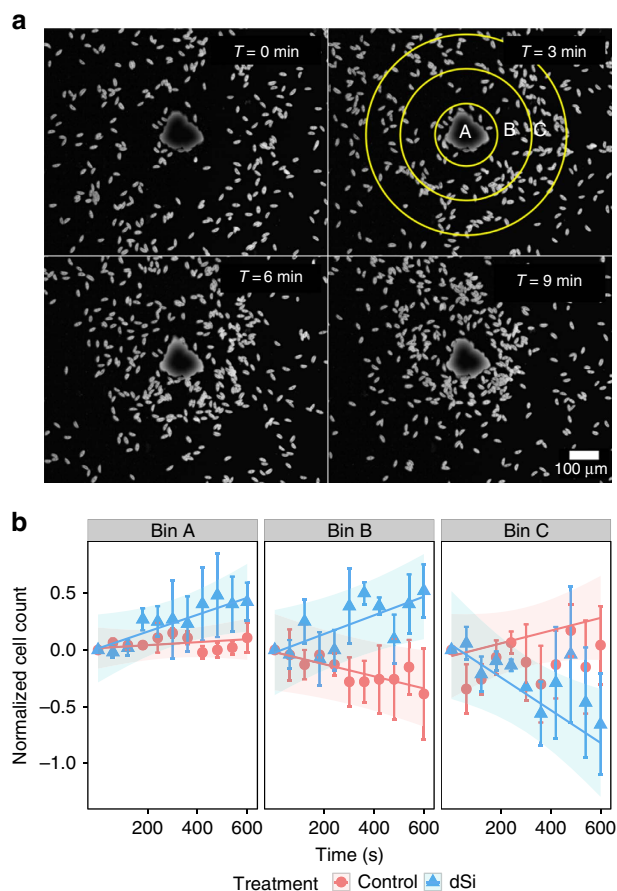 a
T = 0 min
T = 3 min
A
B
C
T = 6 min
T = 9 min
100 μm
b
Bin A
Bin B
Bin C
Normalized cell count
0.5
0.0
−0.5
−1.0
200 400 600
200 400 600
200 400 600
Time (s)
Treatment
Control
dSi